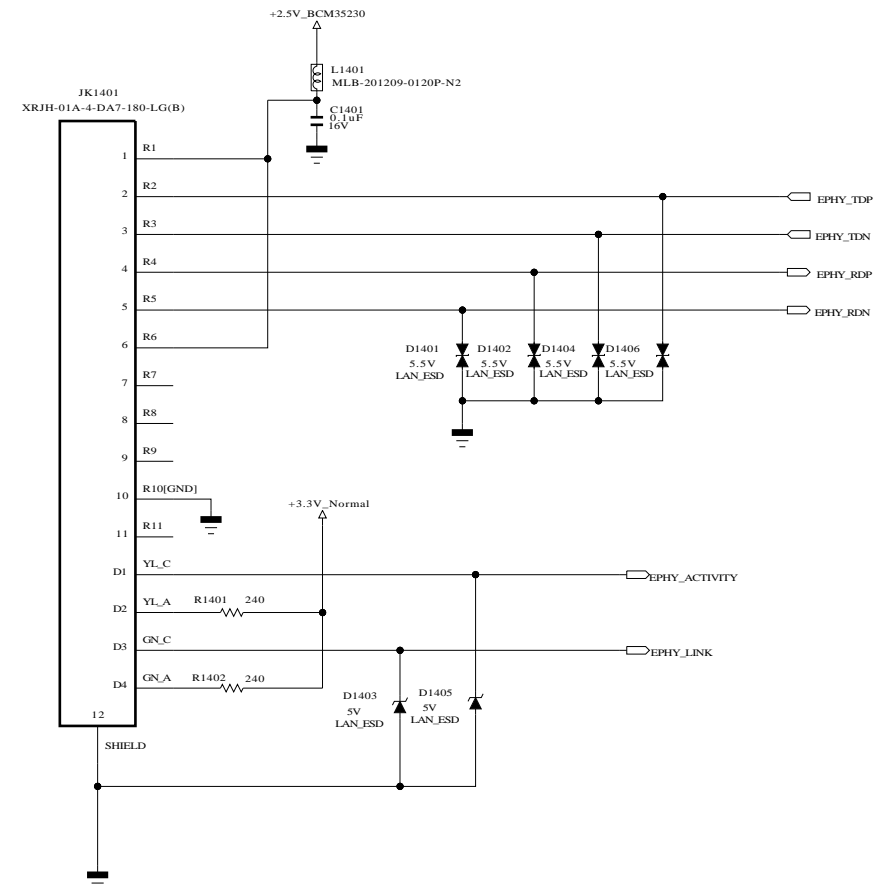 +2.5V_BCM35230
L1401
MLB-201209-0120P-N2
JK1401
XRJH-01A-4-DA7-180-LG(B)
C1401
0.1uF
16V
1 R1
2 R2
EPHY_TDP
3 R3
EPHY_TDN
4 R4
EPHY_RDP
5 R5
EPHY_RDN
6 R6
D1401 D1402 D1404 D1406
5.5V 5.5V 5.5V 5.5V
LAN_ESD LAN_ESD LAN_ESD LAN_ESD
7 R7
8 R8
9 R9
10 R10[GND]
+3.3V_Normal
11 R11
D1 YL_C
EPHY_ACTIVITY
D2 YL_A R1401 240
D3 GN_C
EPHY_LINK
D4 GN_A R1402 240
D1403 D1405
5V 5V
LAN_ESD LAN_ESD
12
SHIELD